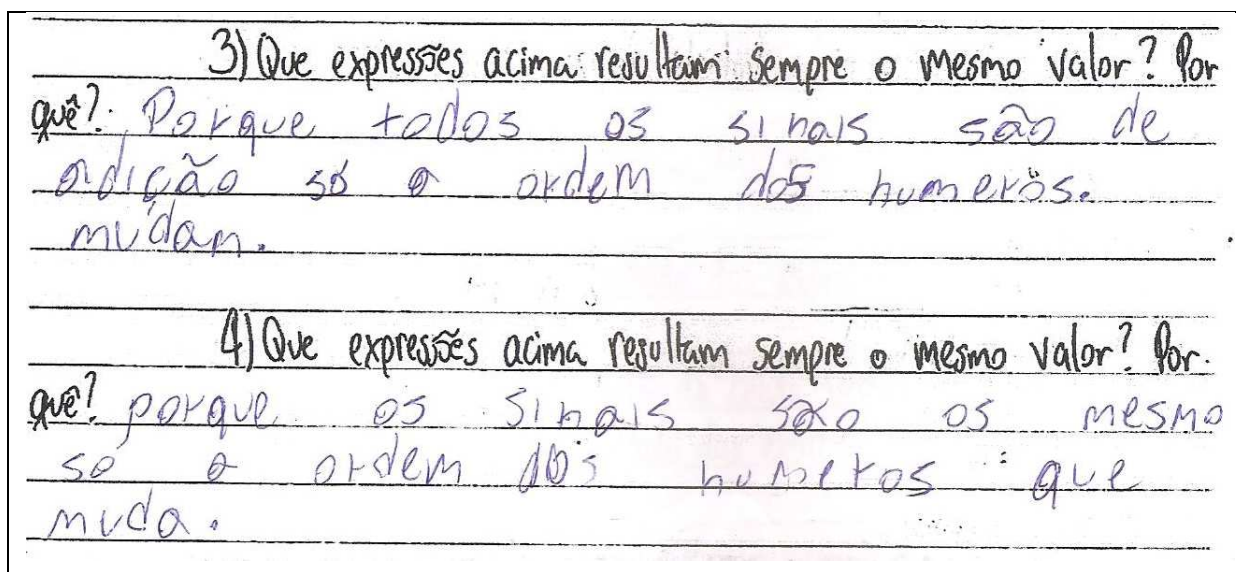 3) Que expressões acima resultam sempre o mesmo valor? Por
quê? Porque todos os sinais são de
adição só a ordem dos numeros.
mudam.
4) Que expressões acima resultam sempre o mesmo valor? Por.
quê? porque os sinais são os mesmo
so a ordem dos numeros que
muda.